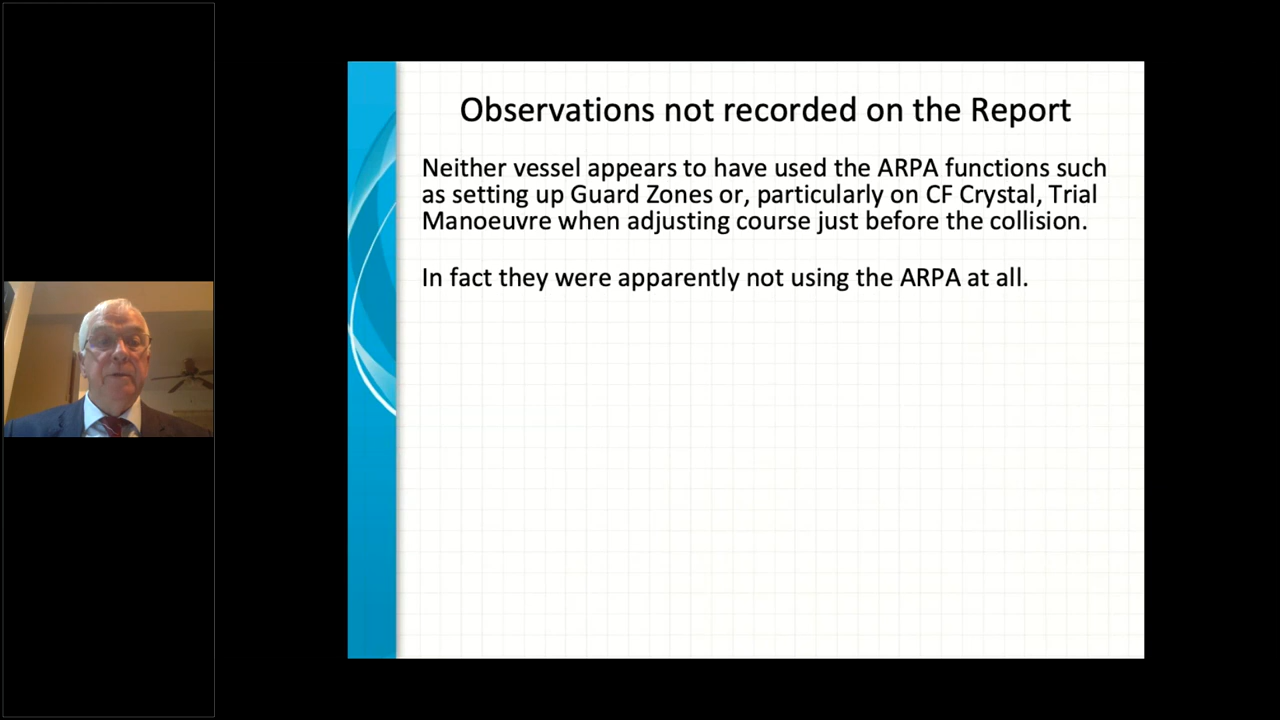 Observations not recorded on the Report
Neither vessel appears to have used the ARPA functions such
as setting up Guard Zones or, particularly on CF Crystal, Trial
Manoeuvre when adjusting course just before the collision.
In fact they were apparently not using the ARPA at all.